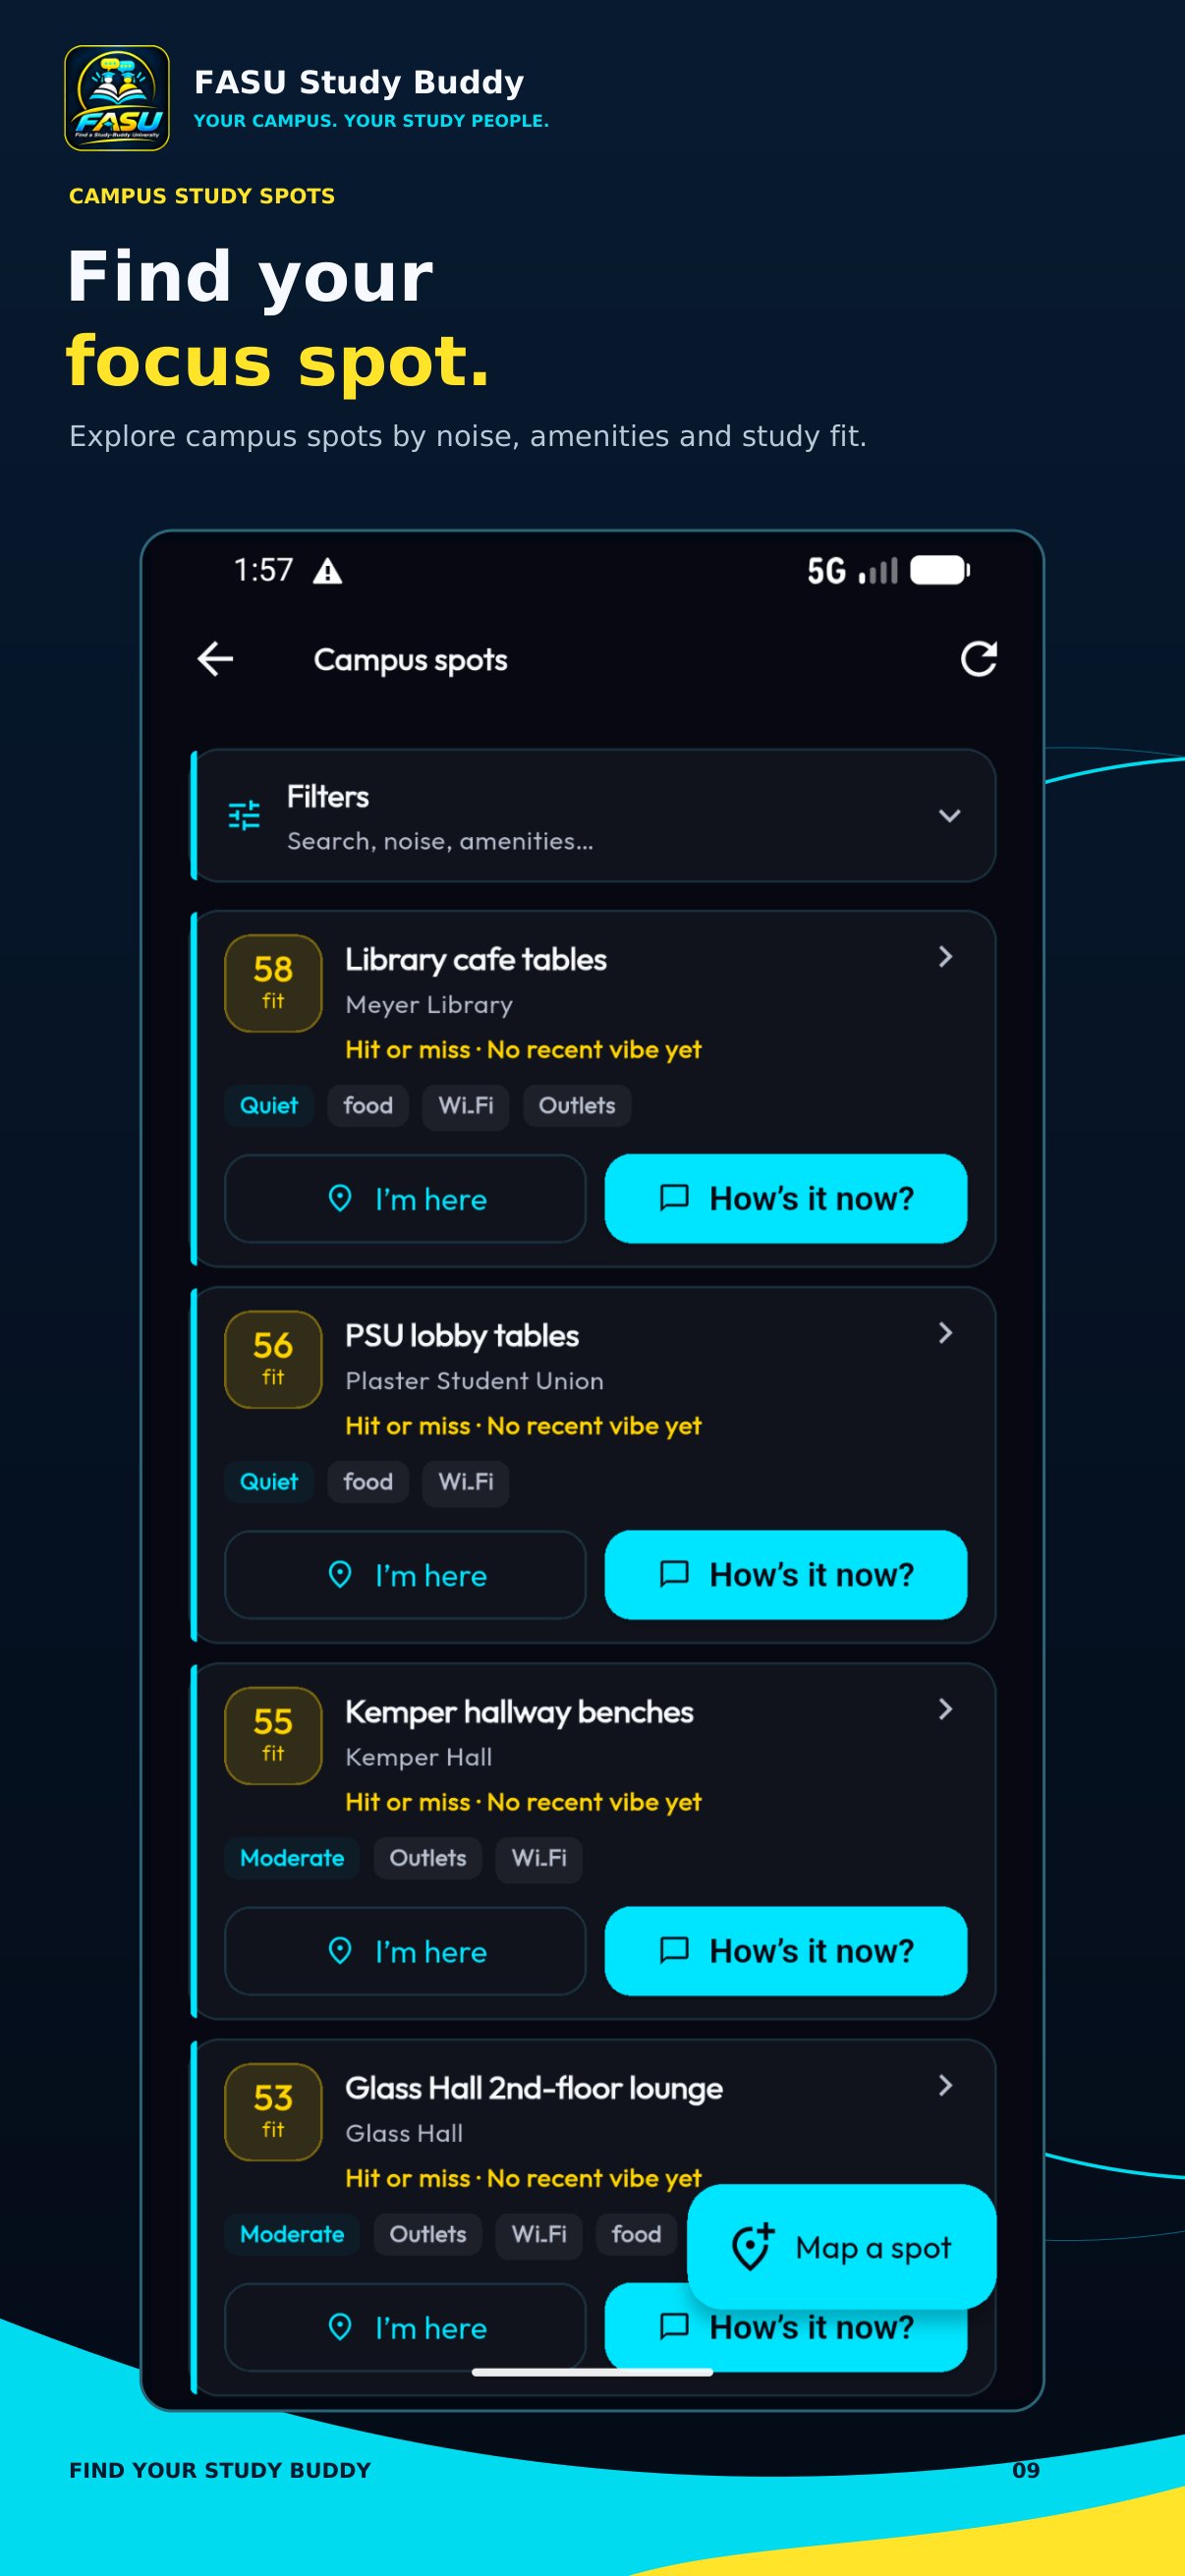 FASU
Find a Study-Buddy University
FASU Study Buddy
YOUR CAMPUS. YOUR STUDY PEOPLE.
CAMPUS STUDY SPOTS
Find your
focus spot.
Explore campus spots by noise, amenities and study fit.
1:57 5G
Campus spots
Filters
Search, noise, amenities…
58 fit
Library cafe tables
Meyer Library
Hit or miss · No recent vibe yet
Quiet food Wi‑Fi Outlets
I’m here How’s it now?
56 fit
PSU lobby tables
Plaster Student Union
Hit or miss · No recent vibe yet
Quiet food Wi‑Fi
I’m here How’s it now?
55 fit
Kemper hallway benches
Kemper Hall
Hit or miss · No recent vibe yet
Moderate Outlets Wi‑Fi
I’m here How’s it now?
53 fit
Glass Hall 2nd-floor lounge
Glass Hall
Hit or miss · No recent vibe yet
Moderate Outlets Wi‑Fi food
Map a spot
I’m here How’s it now?
FIND YOUR STUDY BUDDY 09